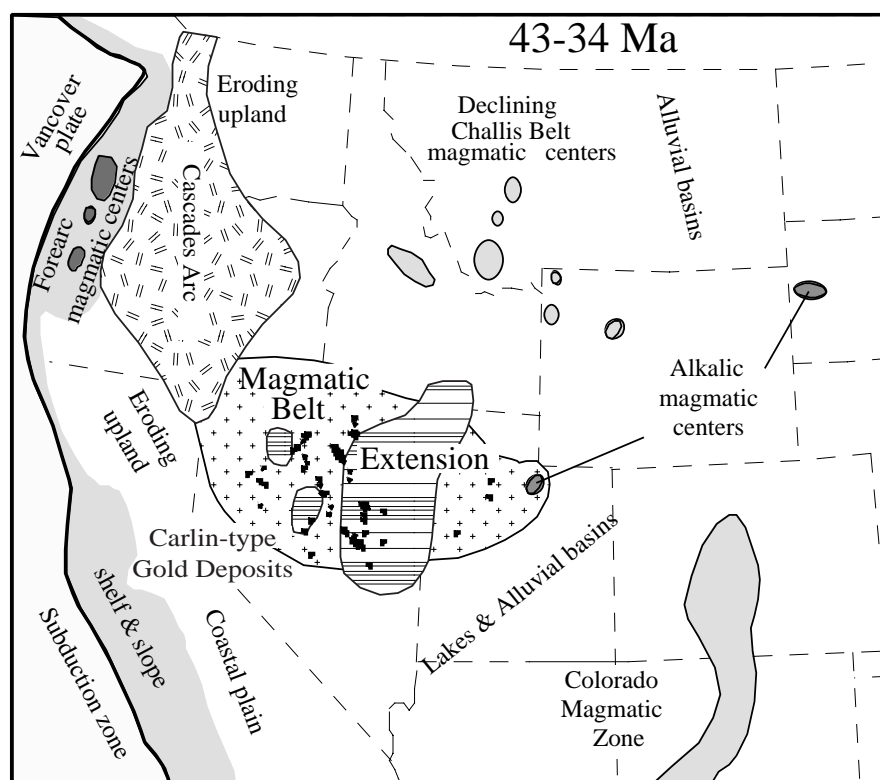 43-34 Ma
Vancover
plate
Eroding
upland
Declining
Challis Belt
magmatic centers
Alluvial basins
Cascades Arc
Forearc
magmatic centers
Magmatic
Belt
Eroding
upland
Extension
Alkalic
magmatic
centers
Carlin-type
Gold Deposits
Lakes & Alluvial basins
shelf & slope
Subduction zone
Coastal plain
Colorado
Magmatic
Zone